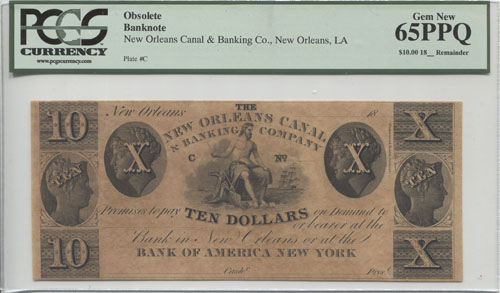 PCGS
CURRENCY
www.pcgscurrency.com
Obsolete
Banknote
New Orleans Canal & Banking Co., New Orleans, LA
Plate #C
Gem New
65PPQ
$10.00 18__ Remainder
New Orleans 18
THE
NEW ORLEANS CANAL
& BANKING COMPANY
10 X X X
C No
TEN TEN
Promises to pay TEN DOLLARS on Demand to
or bearer at the
Bank in New Orleans or at the
10 X
BANK OF AMERICA NEW YORK
Cashr. Prest.